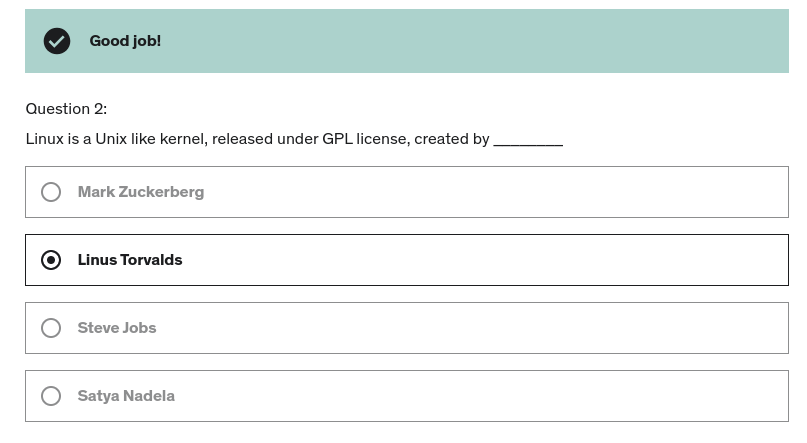 Good job!
Question 2:
Linux is a Unix like kernel, released under GPL license, created by ________
Mark Zuckerberg
Linus Torvalds
Steve Jobs
Satya Nadela